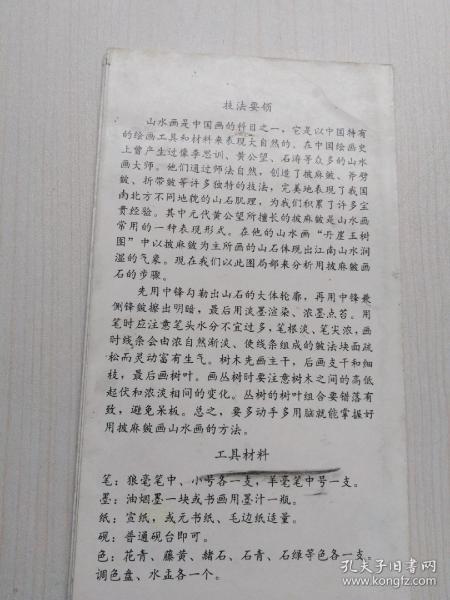 技法要领
山水画是中国画的科目之一，它是以中国特有
的绘画工具和材料来表现大自然的。在中国绘画史
上曾产生过像李思训、黄公望、石涛等众多的山水
画大师。他们通过师法自然，创造了披麻皴、斧劈
皴、折带皴等许多独特的技法，完美地表现了我国
南北方不同地貌的山石肌理，为我们积累了许多宝
贵经验。其中元代黄公望所擅长的披麻皴是山水画
常用的一种表现形式。在他的山水画“丹崖玉树
图”中以披麻皴为主所画的山石体现出江南山水润
湿的气象。现在我们以此图局部来分析用披麻皴画
石的步骤。
先用中锋勾勒出山石的大体轮廓，再用中锋兼
侧锋皴擦出明暗，最后用淡墨渲染、浓墨点苔。用
笔时应注意笔头水分不宜过多，笔根淡、笔尖浓，画
时线条会由浓自然渐淡、使线条组成的皴法块面疏
松而灵动富有生气。树木先画主干，后画支干和细
枝，最后画树叶。画丛树时要注意树木之间的高低
起伏和浓淡相间的变化。丛树的树叶组合要错落有
致，避免呆板。总之，要多动手多用脑就能掌握好
用披麻皴画山水画的方法。
工具材料
笔：狼毫笔中、小号各一支，羊毫笔中号一支。
墨：油烟墨一块或书画用墨汁一瓶。
纸：宣纸，或元书纸、毛边纸适量。
砚：普通砚台即可。
色：花青、藤黄、赭石、石青、石绿等色各一支。
调色盘、水盂各一个。
孔夫子旧书网